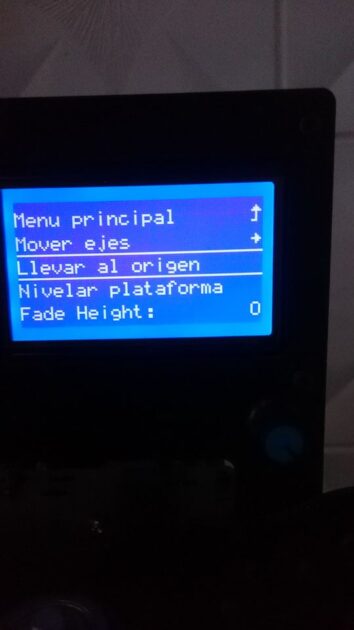 Menu principal
Mover ejes
Llevar al origen
Nivelar plataforma
Fade Height: 0